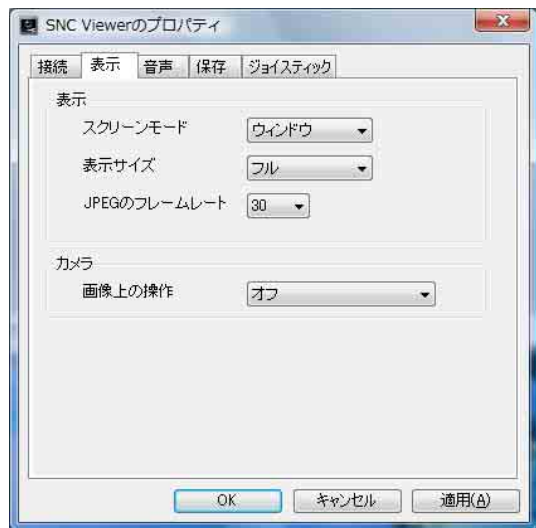 SNC Viewerのプロパティ
接続 表示 音声 保存 ジョイスティック
表示
スクリーンモード ウィンドウ
表示サイズ フル
JPEGのフレームレート 30
カメラ
画像上の操作 オフ
OK キャンセル 適用(A)